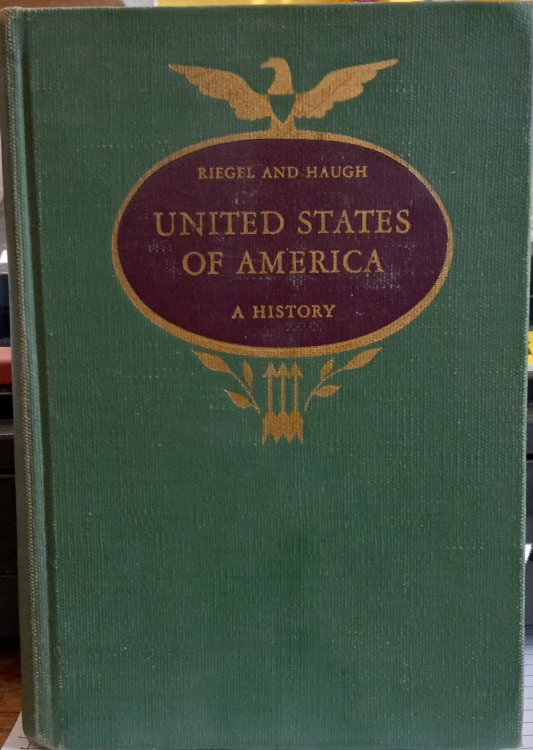 RIEGEL AND HAUGH
UNITED STATES
OF AMERICA
A HISTORY